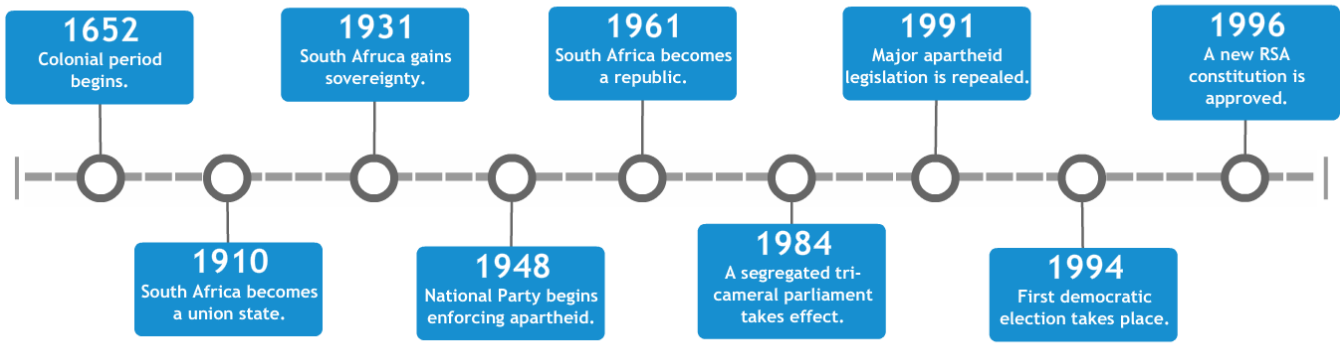 1652
Colonial period
begins.
1910
South Africa becomes
a union state.
1931
South Afruca gains
sovereignty.
1948
National Party begins
enforcing apartheid.
1961
South Africa becomes
a republic.
1984
A segregated tri-
cameral parliament
takes effect.
1991
Major apartheid
legislation is repealed.
1994
First democratic
election takes place.
1996
A new RSA
constitution is
approved.